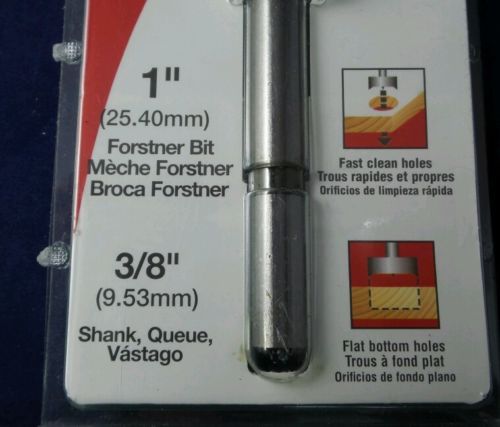 1"
(25.40mm)
Forstner Bit
Mèche Forstner
Broca Forstner
3/8"
(9.53mm)
Shank, Queue,
Vástago
Fast clean holes
Trous rapides et propres
Orificios de limpieza rápida
Flat bottom holes
Trous à fond plat
Orificios de fondo plano